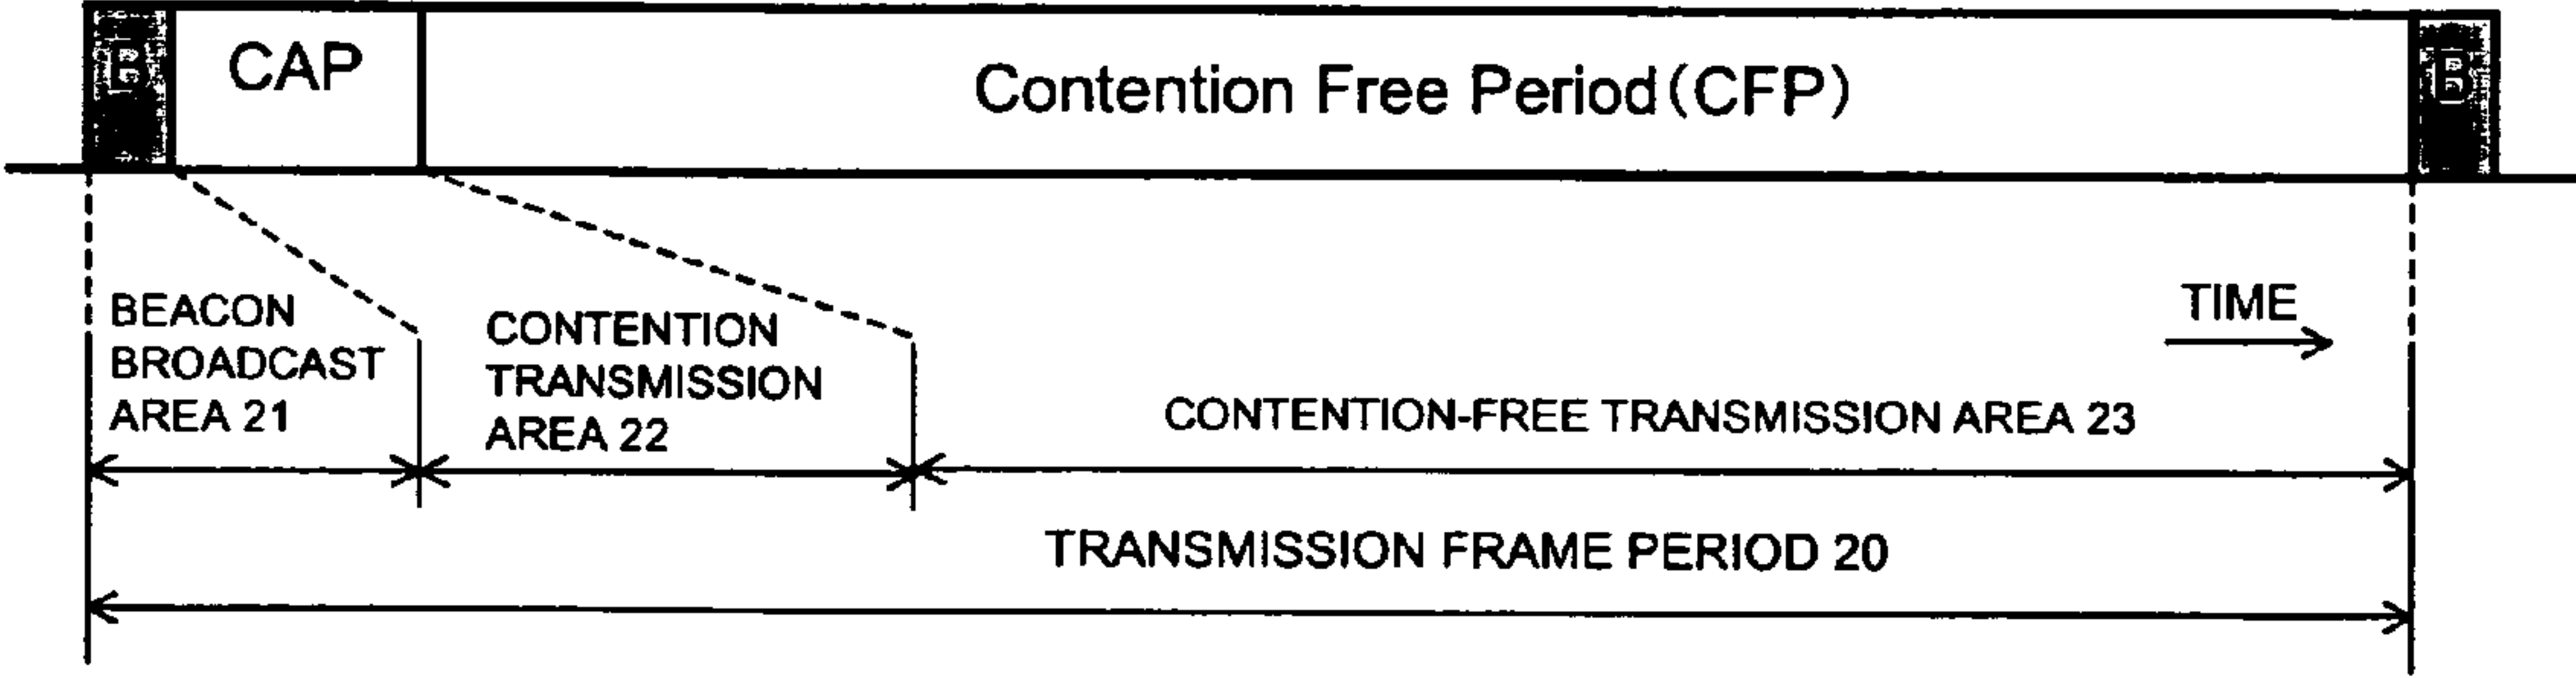 B
CAP
Contention Free Period (CFP)
B
BEACON
BROADCAST
AREA 21
CONTENTION
TRANSMISSION
AREA 22
TIME
CONTENTION-FREE TRANSMISSION AREA 23
TRANSMISSION FRAME PERIOD 20